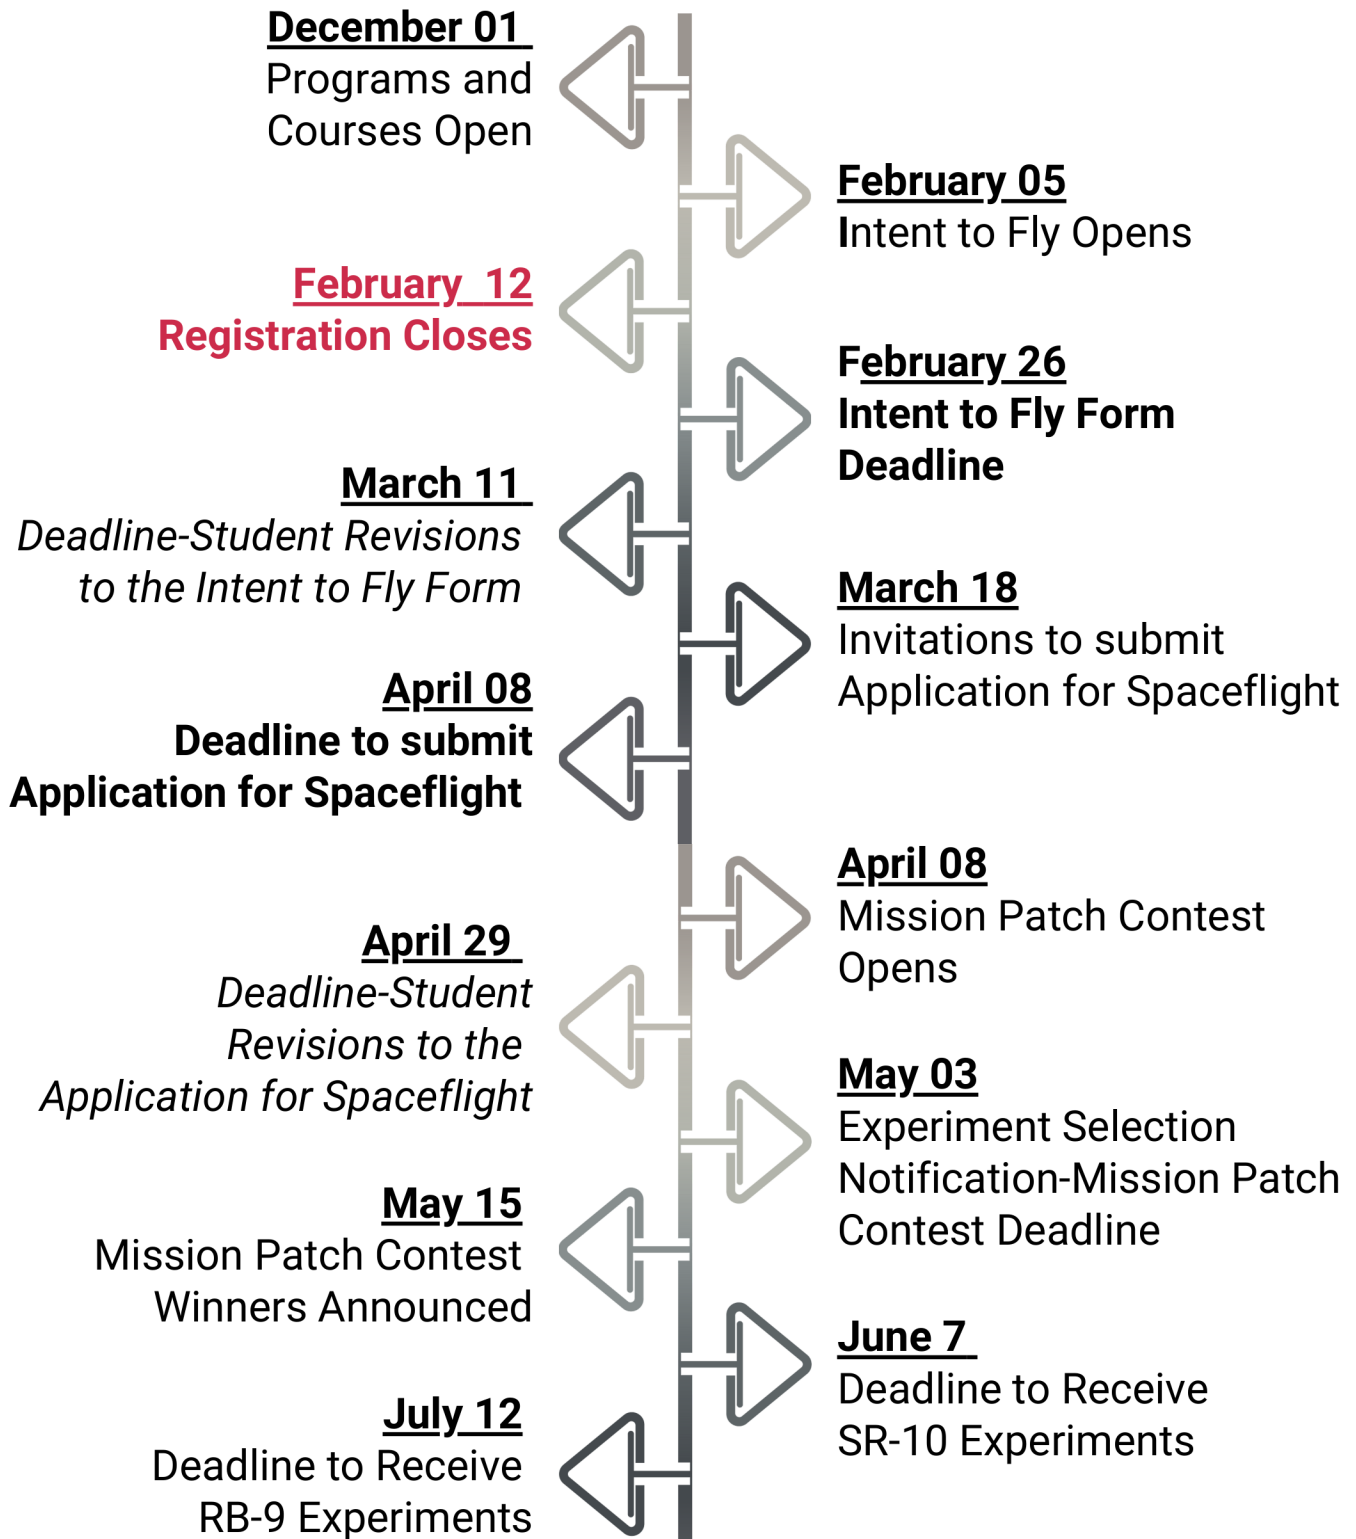 December 01
Programs and
Courses Open
February 05
Intent to Fly Opens
February 12
Registration Closes
February 26
Intent to Fly Form
Deadline
March 11
Deadline-Student Revisions
to the Intent to Fly Form
March 18
Invitations to submit
Application for Spaceflight
April 08
Deadline to submit
Application for Spaceflight
April 08
Mission Patch Contest
Opens
April 29
Deadline-Student
Revisions to the
Application for Spaceflight
May 03
Experiment Selection
Notification-Mission Patch
Contest Deadline
May 15
Mission Patch Contest
Winners Announced
June 7
Deadline to Receive
SR-10 Experiments
July 12
Deadline to Receive
RB-9 Experiments